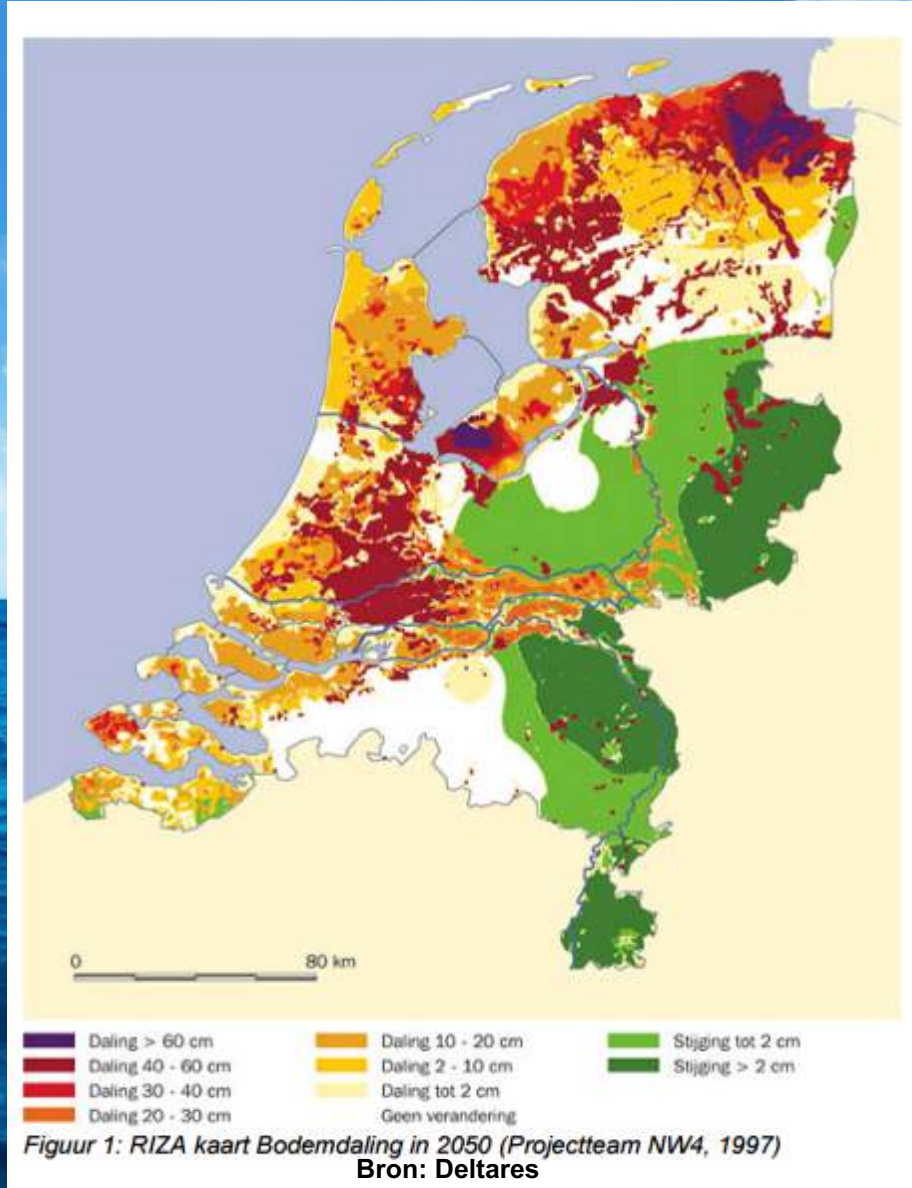 0 80 km
Daling > 60 cm
Daling 40 - 60 cm
Daling 30 - 40 cm
Daling 20 - 30 cm
Daling 10 - 20 cm
Daling 2 - 10 cm
Daling tot 2 cm
Geen verandering
Stijging tot 2 cm
Stijging > 2 cm
Figuur 1: RIZA kaart Bodemdaling in 2050 (Projectteam NW4, 1997)
Bron: Deltares